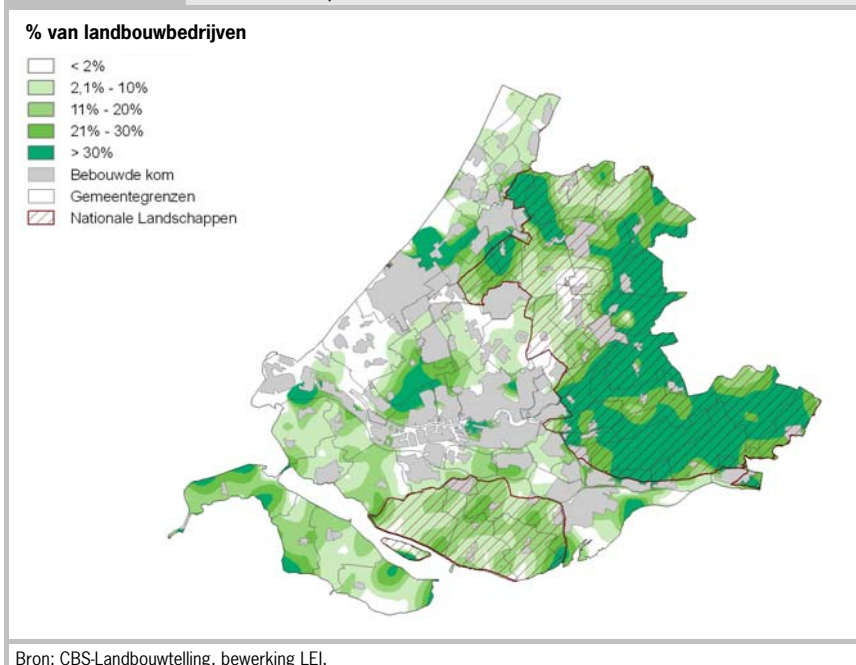 % van landbouwbedrijven
< 2%
2,1% - 10%
11% - 20%
21% - 30%
> 30%
Bebouwde kom
Gemeentegrenzen
Nationale Landschappen
Bron: CBS-Landbouwtelling, bewerking LEI.